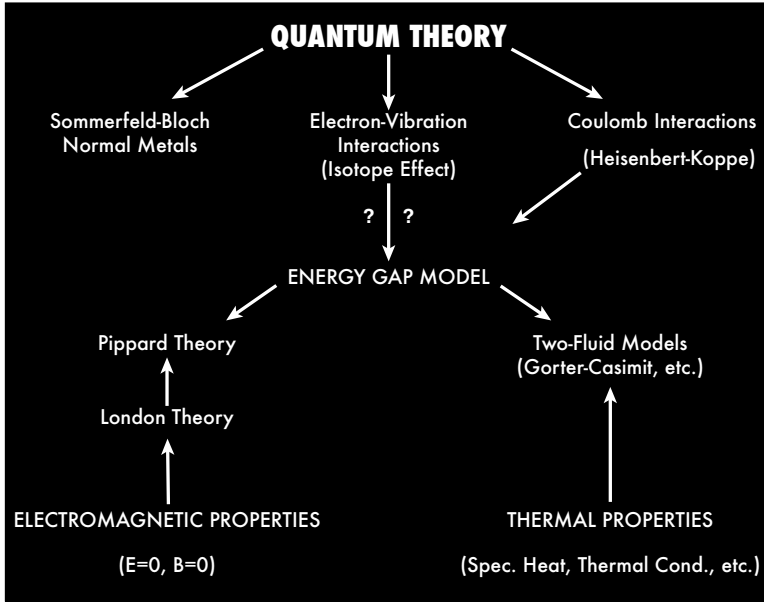 QUANTUM THEORY
Sommerfeld-Bloch
Normal Metals
Electron-Vibration
Interactions
(Isotope Effect)
Coulomb Interactions
(Heisenbert-Koppe)
? ?
ENERGY GAP MODEL
Pippard Theory
Two-Fluid Models
(Gorter-Casimit, etc.)
London Theory
ELECTROMAGNETIC PROPERTIES
(E=0, B=0)
THERMAL PROPERTIES
(Spec. Heat, Thermal Cond., etc.)